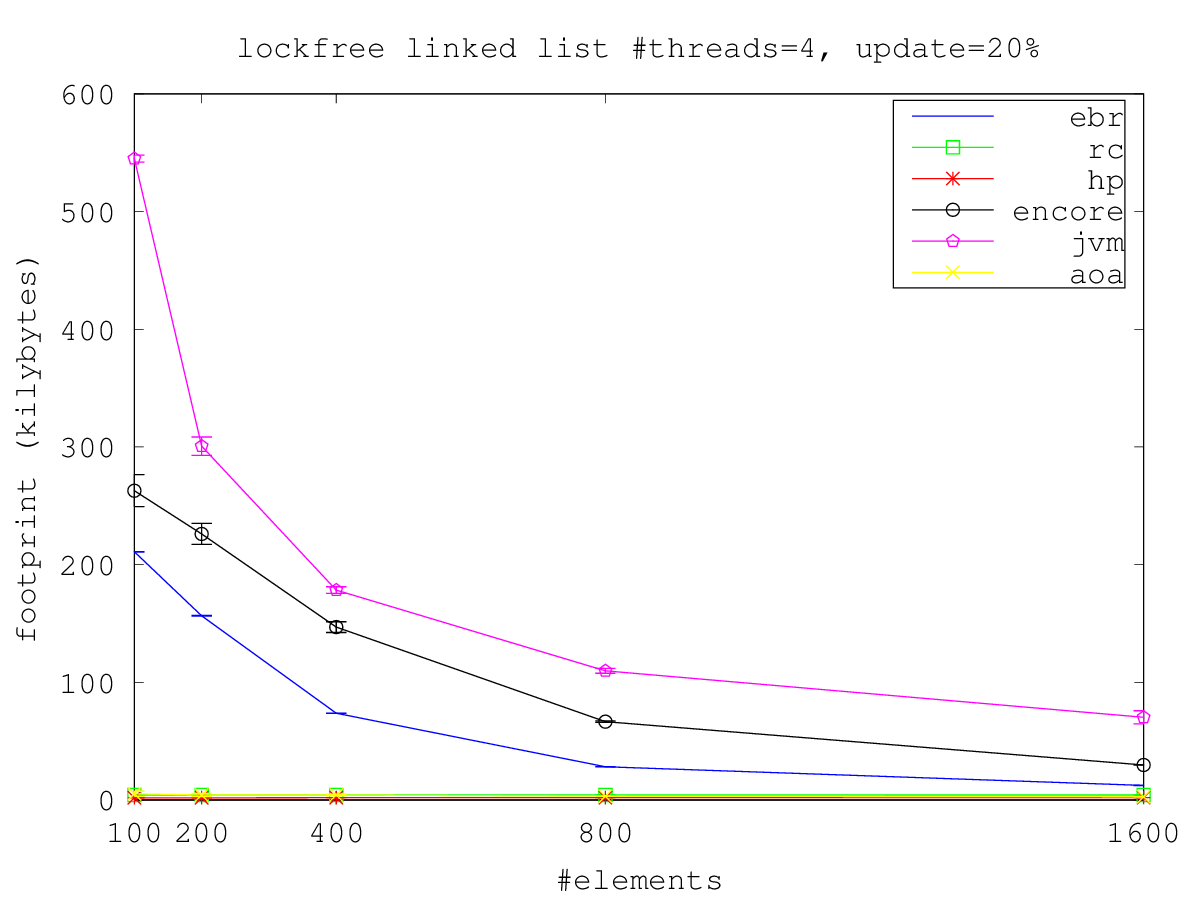 lockfree linked list #threads=4, update=20%
600
500
400
300
200
100
0
footprint (kilybytes)
ebr
rc
hp
encore
jvm
aoa
100 200 400 800 1600
#elements